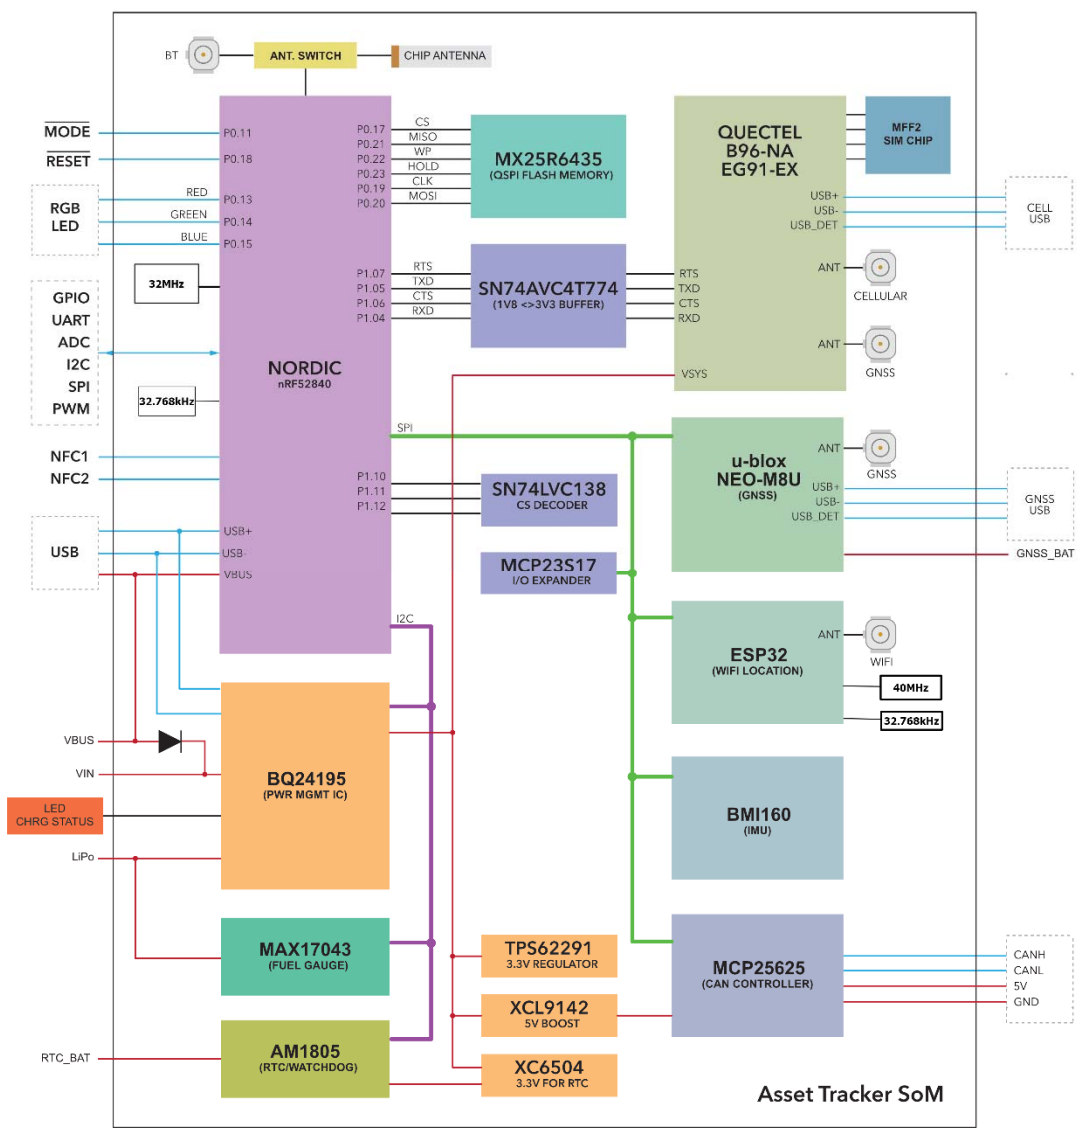 BT
ANT. SWITCH
CHIP ANTENNA
MODE
RESET
RGB
LED
RED
GREEN
BLUE
32MHz
GPIO
UART
ADC
I2C
SPI
PWM
32.768kHz
NFC1
NFC2
USB
P0.11
P0.18
P0.13
P0.14
P0.15
NORDIC
nRF52840
USB+
USB-
VBUS
P0.17
P0.21
P0.22
P0.23
P0.19
P0.20
CS
MISO
WP
HOLD
CLK
MOSI
MX25R6435
(QSPI FLASH MEMORY)
P1.07
P1.05
P1.06
P1.04
RTS
TXD
CTS
RXD
SN74AVC4T774
(1V8 <>3V3 BUFFER)
QUECTEL
B96-NA
EG91-EX
MFF2
SIM CHIP
USB+
USB-
USB_DET
CELL
USB
ANT
CELLULAR
ANT
GNSS
RTS
TXD
CTS
RXD
VSYS
SPI
P1.10
P1.11
P1.12
SN74LVC138
CS DECODER
MCP23S17
I/O EXPANDER
I2C
u-blox
NEO-M8U
(GNSS)
ANT
GNSS
USB+
USB-
USB_DET
GNSS
USB
GNSS_BAT
ESP32
(WIFI LOCATION)
ANT
WIFI
40MHz
32.768kHz
VBUS
VIN
LED
CHRG STATUS
LiPo
BQ24195
(PWR MGMT IC)
BMI160
(IMU)
MAX17043
(FUEL GAUGE)
TPS62291
3.3V REGULATOR
MCP25625
(CAN CONTROLLER)
CANH
CANL
5V
GND
XCL9142
5V BOOST
RTC_BAT
AM1805
(RTC/WATCHDOG)
XC6504
3.3V FOR RTC
Asset Tracker SoM